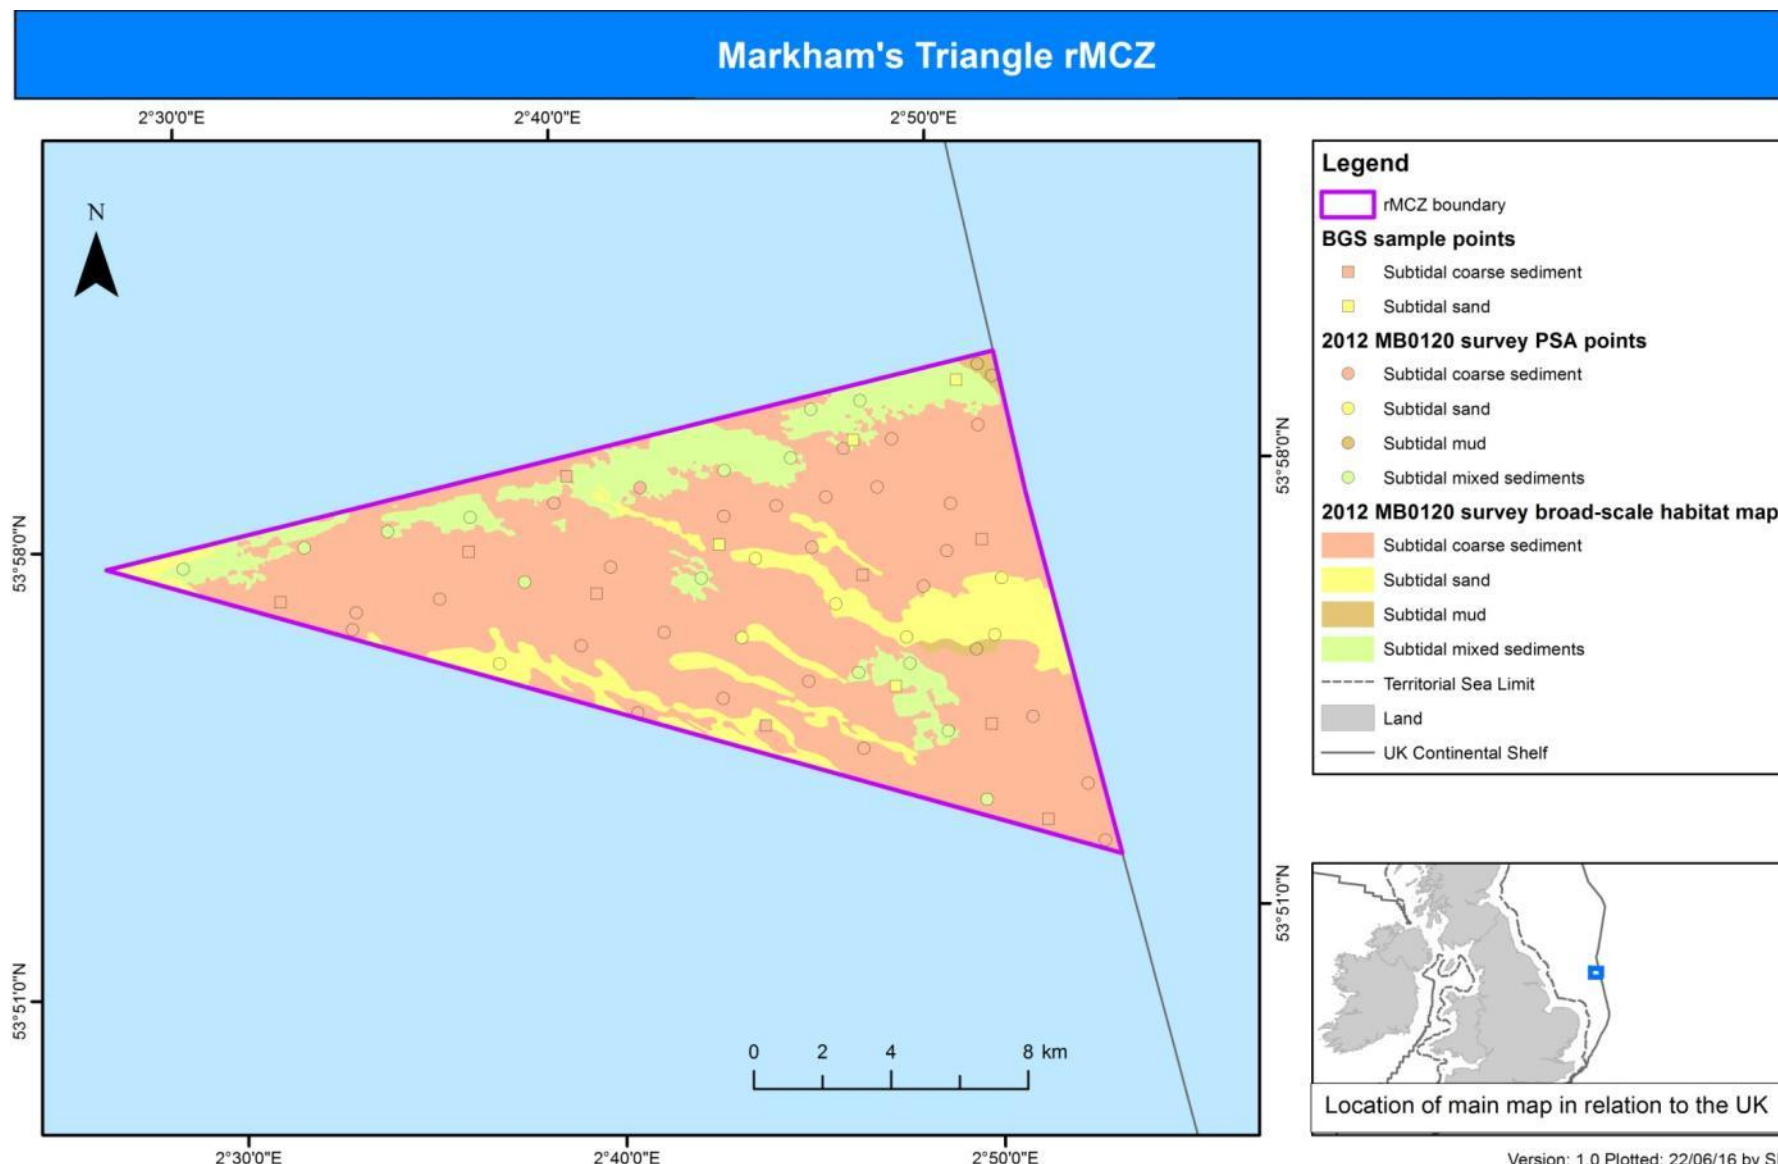 Markham's Triangle rMCZ
2°30'0"E
2°40'0"E
2°50'0"E
N
53°58'0"N
53°58'0"N
53°51'0"N
53°51'0"N
0 2 4 8 km
2°30'0"E
2°40'0"E
2°50'0"E
Legend
rMCZ boundary
BGS sample points
Subtidal coarse sediment
Subtidal sand
2012 MB0120 survey PSA points
Subtidal coarse sediment
Subtidal sand
Subtidal mud
Subtidal mixed sediments
2012 MB0120 survey broad-scale habitat map
Subtidal coarse sediment
Subtidal sand
Subtidal mud
Subtidal mixed sediments
Territorial Sea Limit
Land
UK Continental Shelf
Location of main map in relation to the UK
Version: 1.0 Plotted: 22/06/16 by